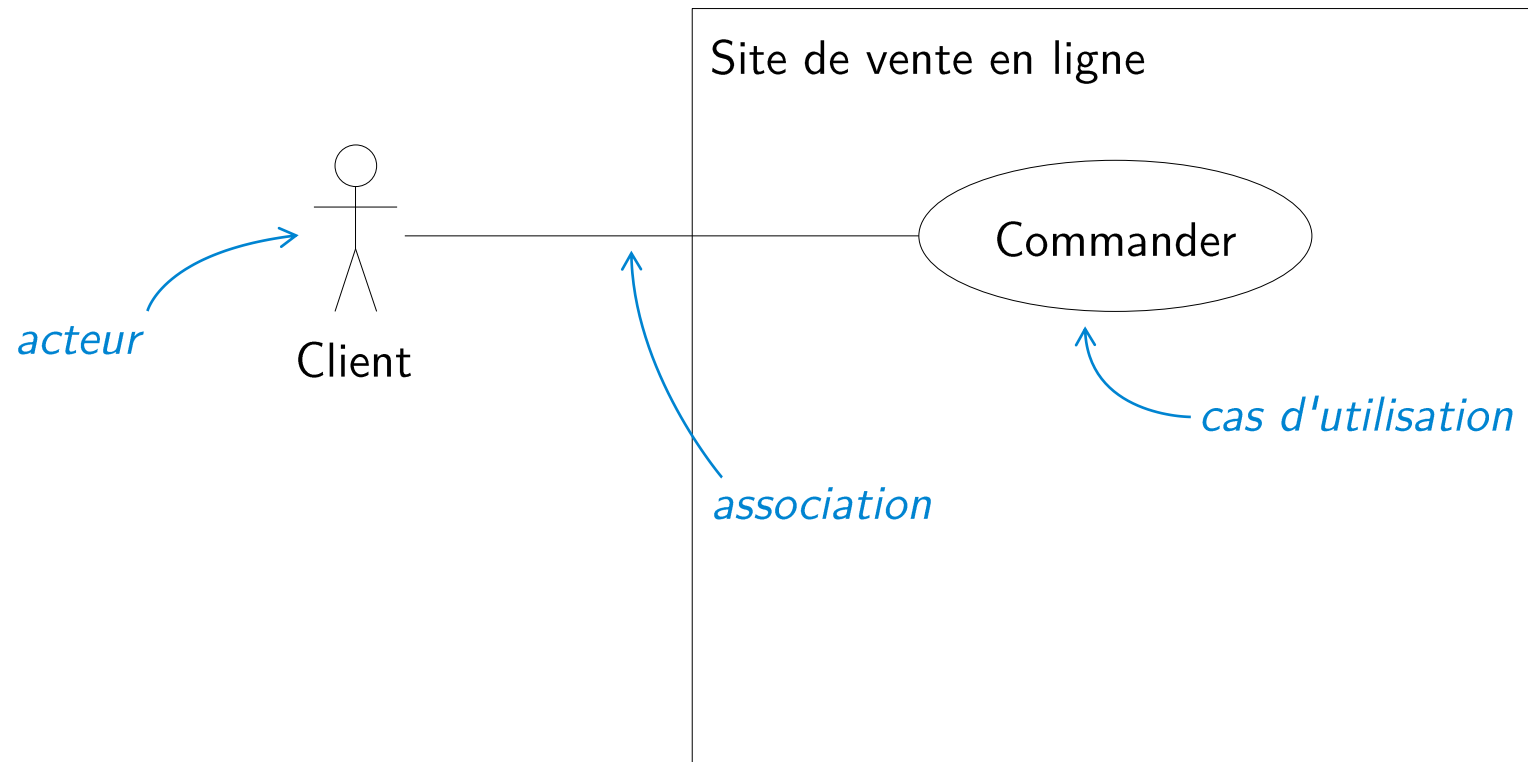 Site de vente en ligne
Commander
acteur
Client
cas d'utilisation
association